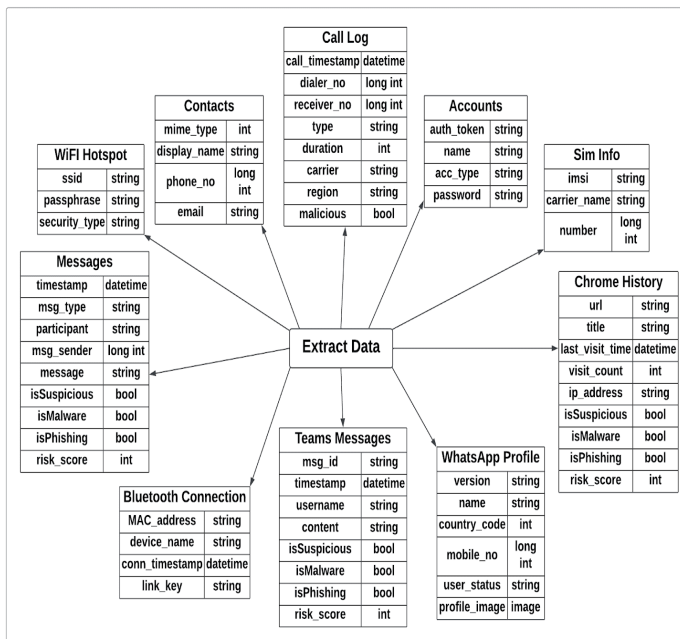 Call Log
call_timestamp datetime
dialer_no long int
receiver_no long int
type string
duration int
carrier string
region string
malicious bool
Contacts
mime_type int
display_name string
phone_no long
int
email string
Accounts
auth_token string
name string
acc_type string
password string
WiFI Hotspot
ssid string
passphrase string
security_type string
Sim Info
imsi string
carrier_name string
number long
int
Messages
timestamp datetime
msg_type string
participant string
msg_sender long int
message string
isSuspicious bool
isMalware bool
isPhishing bool
risk_score int
Extract Data
Chrome History
url string
title string
last_visit_time datetime
visit_count int
ip_address string
isSuspicious bool
isMalware bool
isPhishing bool
risk_score int
Bluetooth Connection
MAC_address string
device_name string
conn_timestamp datetime
link_key string
Teams Messages
msg_id string
timestamp datetime
username string
content string
isSuspicious bool
isMalware bool
isPhishing bool
risk_score int
WhatsApp Profile
version string
name string
country_code int
mobile_no long
int
user_status string
profile_image image